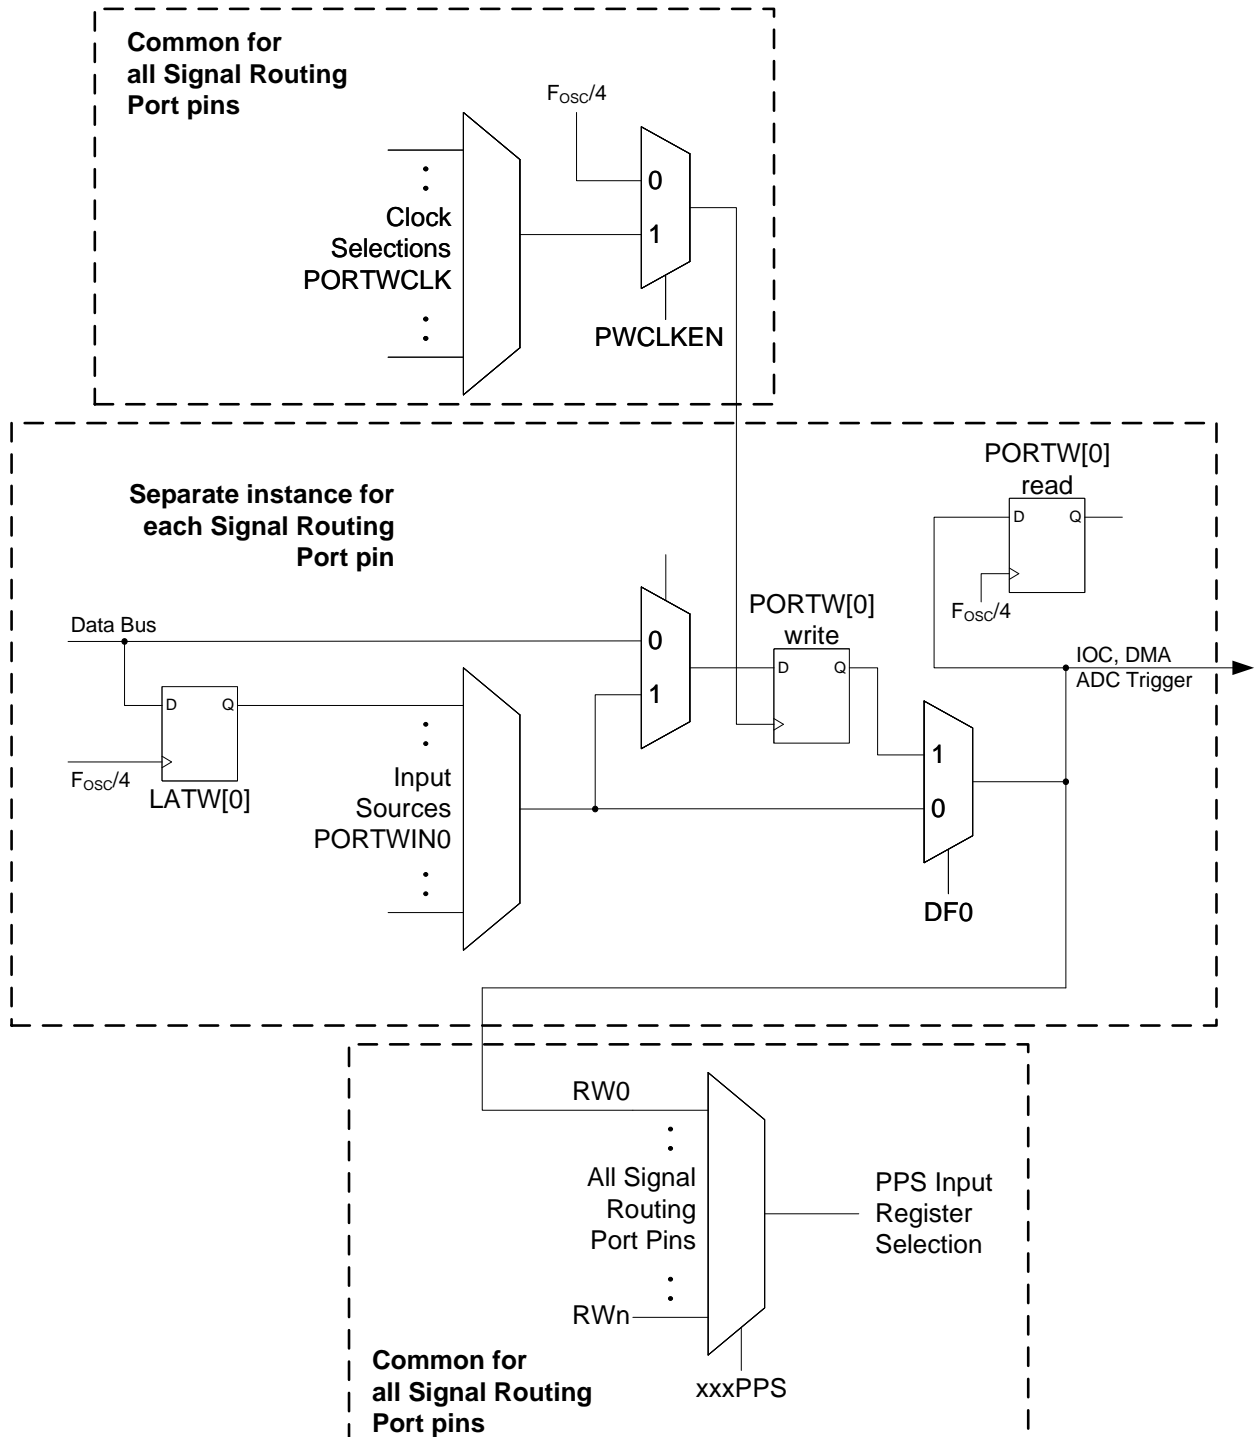 Common for
all Signal Routing
Port pins
FOSC/4
0
1
Clock
Selections
PORTWCLK
PWCLKEN
Separate instance for
each Signal Routing
Port pin
PORTW[0]
read
D
Q
FOSC/4
Data Bus
0
1
PORTW[0]
write
D
Q
IOC, DMA
ADC Trigger
D
Q
FOSC/4
LATW[0]
Input
Sources
PORTWIN0
1
0
DF0
RW0
All Signal
Routing
Port Pins
RWn
PPS Input
Register
Selection
xxxPPS
Common for
all Signal Routing
Port pins